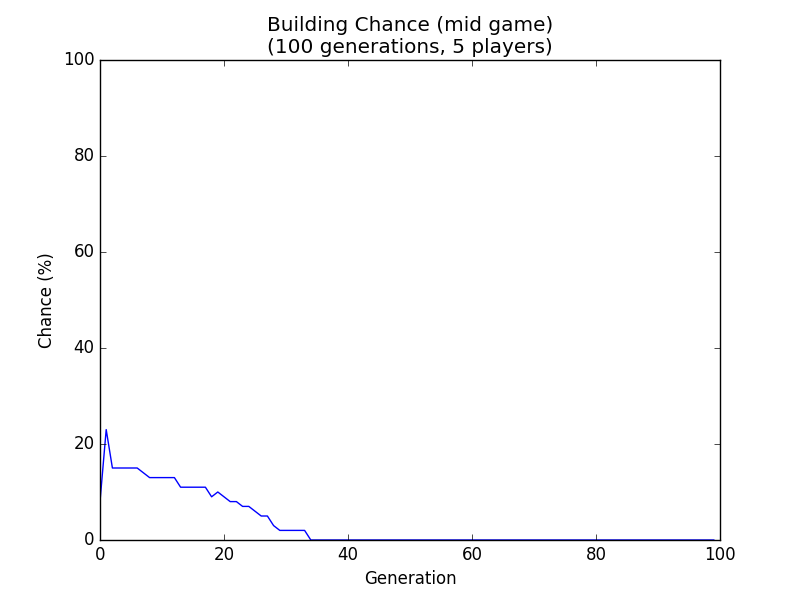 Building Chance (mid game)
(100 generations, 5 players)
100
80
60
40
20
0
Chance (%)
0 20 40 60 80 100
Generation